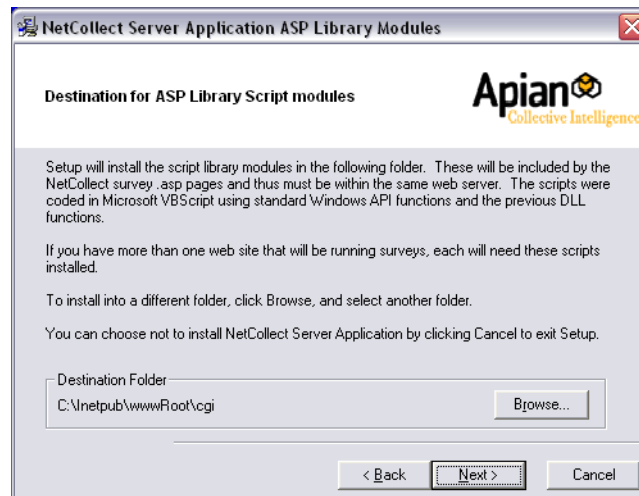 NetCollect Server Application ASP Library Modules
Destination for ASP Library Script modules
Apian
Collective Intelligence
Setup will install the script library modules in the following folder. These will be included by the
NetCollect survey .asp pages and thus must be within the same web server. The scripts were
coded in Microsoft VBScript using standard Windows API functions and the previous DLL
functions.
If you have more than one web site that will be running surveys, each will need these scripts
installed.
To install into a different folder, click Browse, and select another folder.
You can choose not to install NetCollect Server Application by clicking Cancel to exit Setup.
Destination Folder
C:\Inetpub\wwwRoot\cgi
Browse...
< Back
Next >
Cancel